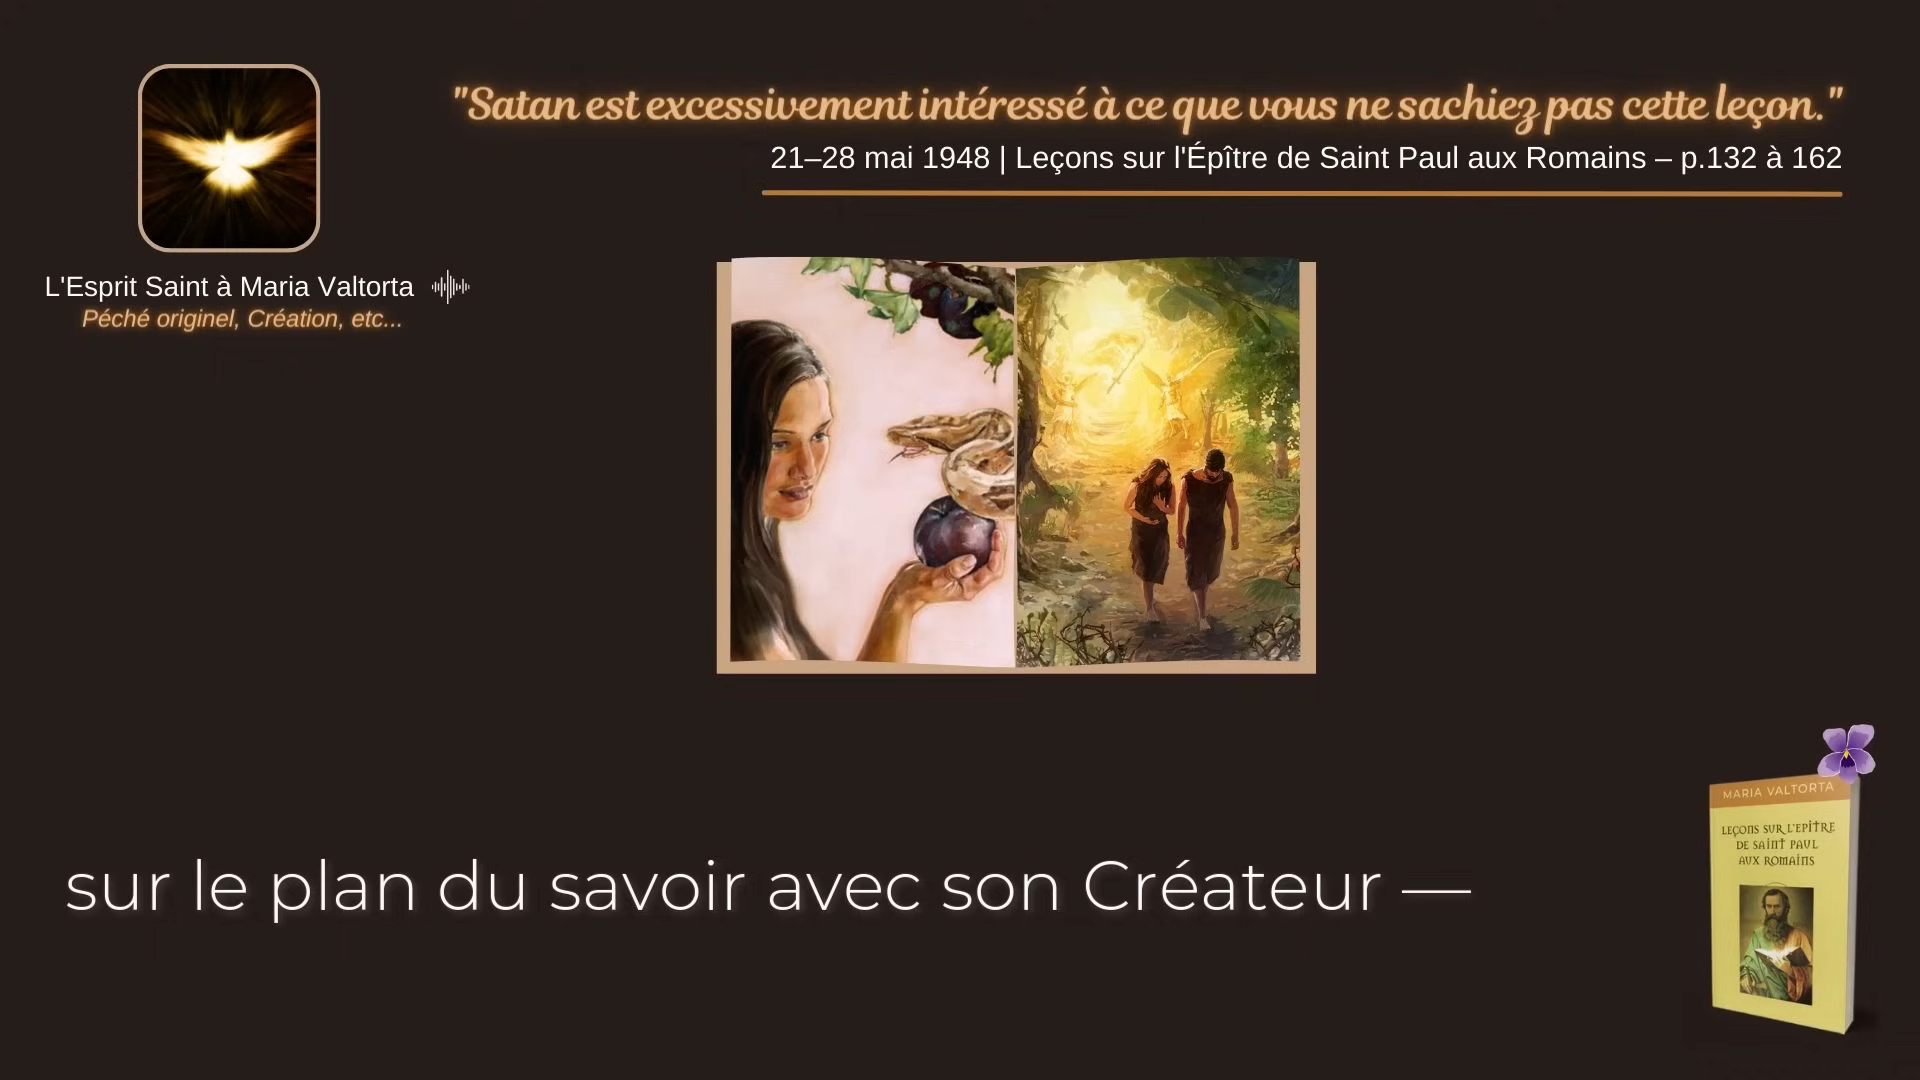 "Satan est excessivement intéressé à ce que vous ne sachiez pas cette leçon."
21–28 mai 1948 | Leçons sur l'Épître de Saint Paul aux Romains – p.132 à 162
L'Esprit Saint à Maria Valtorta
Péché originel, Création, etc...
sur le plan du savoir avec son Créateur —
MARIA VALTORTA
LEÇONS SUR L'EPÎTRE
DE SAINT PAUL
AUX ROMAINS